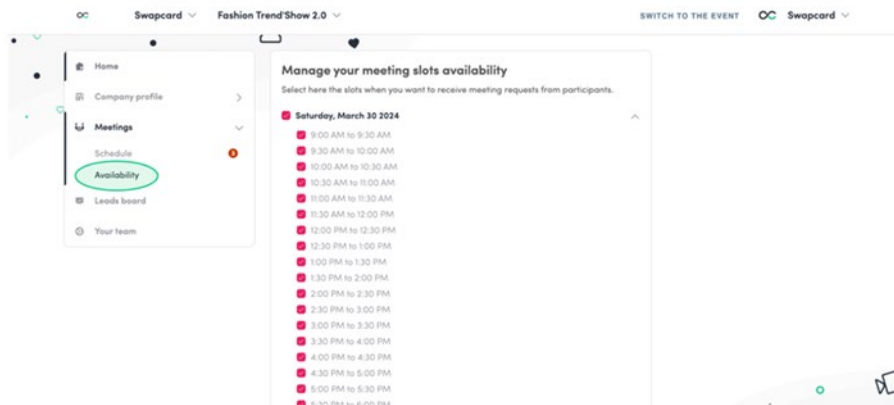 Swapcard
Fashion Trend'Show 2.0
SWITCH TO THE EVENT
Swapcard
Home
Company profile
Meetings
Schedule
Availability
Leads board
Your team
Manage your meeting slots availability
Select here the slots when you want to receive meeting requests from participants.
Saturday, March 30 2024
9:00 AM to 9:30 AM
9:30 AM to 10:00 AM
10:00 AM to 10:30 AM
10:30 AM to 11:00 AM
11:00 AM to 11:30 AM
11:30 AM to 12:00 PM
12:00 PM to 12:30 PM
12:30 PM to 1:00 PM
1:00 PM to 1:30 PM
1:30 PM to 2:00 PM
2:00 PM to 2:30 PM
2:30 PM to 3:00 PM
3:00 PM to 3:30 PM
3:30 PM to 4:00 PM
4:00 PM to 4:30 PM
4:30 PM to 5:00 PM
5:00 PM to 5:30 PM
5:30 PM to 6:00 PM